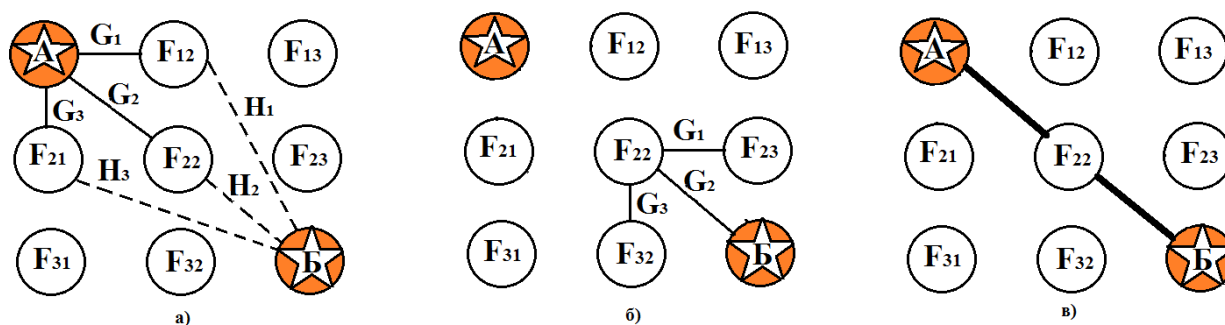 А G1 F12 F13
G2
G3 H1
F21 H3 F22 H2 F23
F31 F32 Б
а)
А F12 F13
F21 F22 G1 F23
G2
G3
F31 F32 Б
б)
А F12 F13
F21 F22 F23
F31 F32 Б
в)